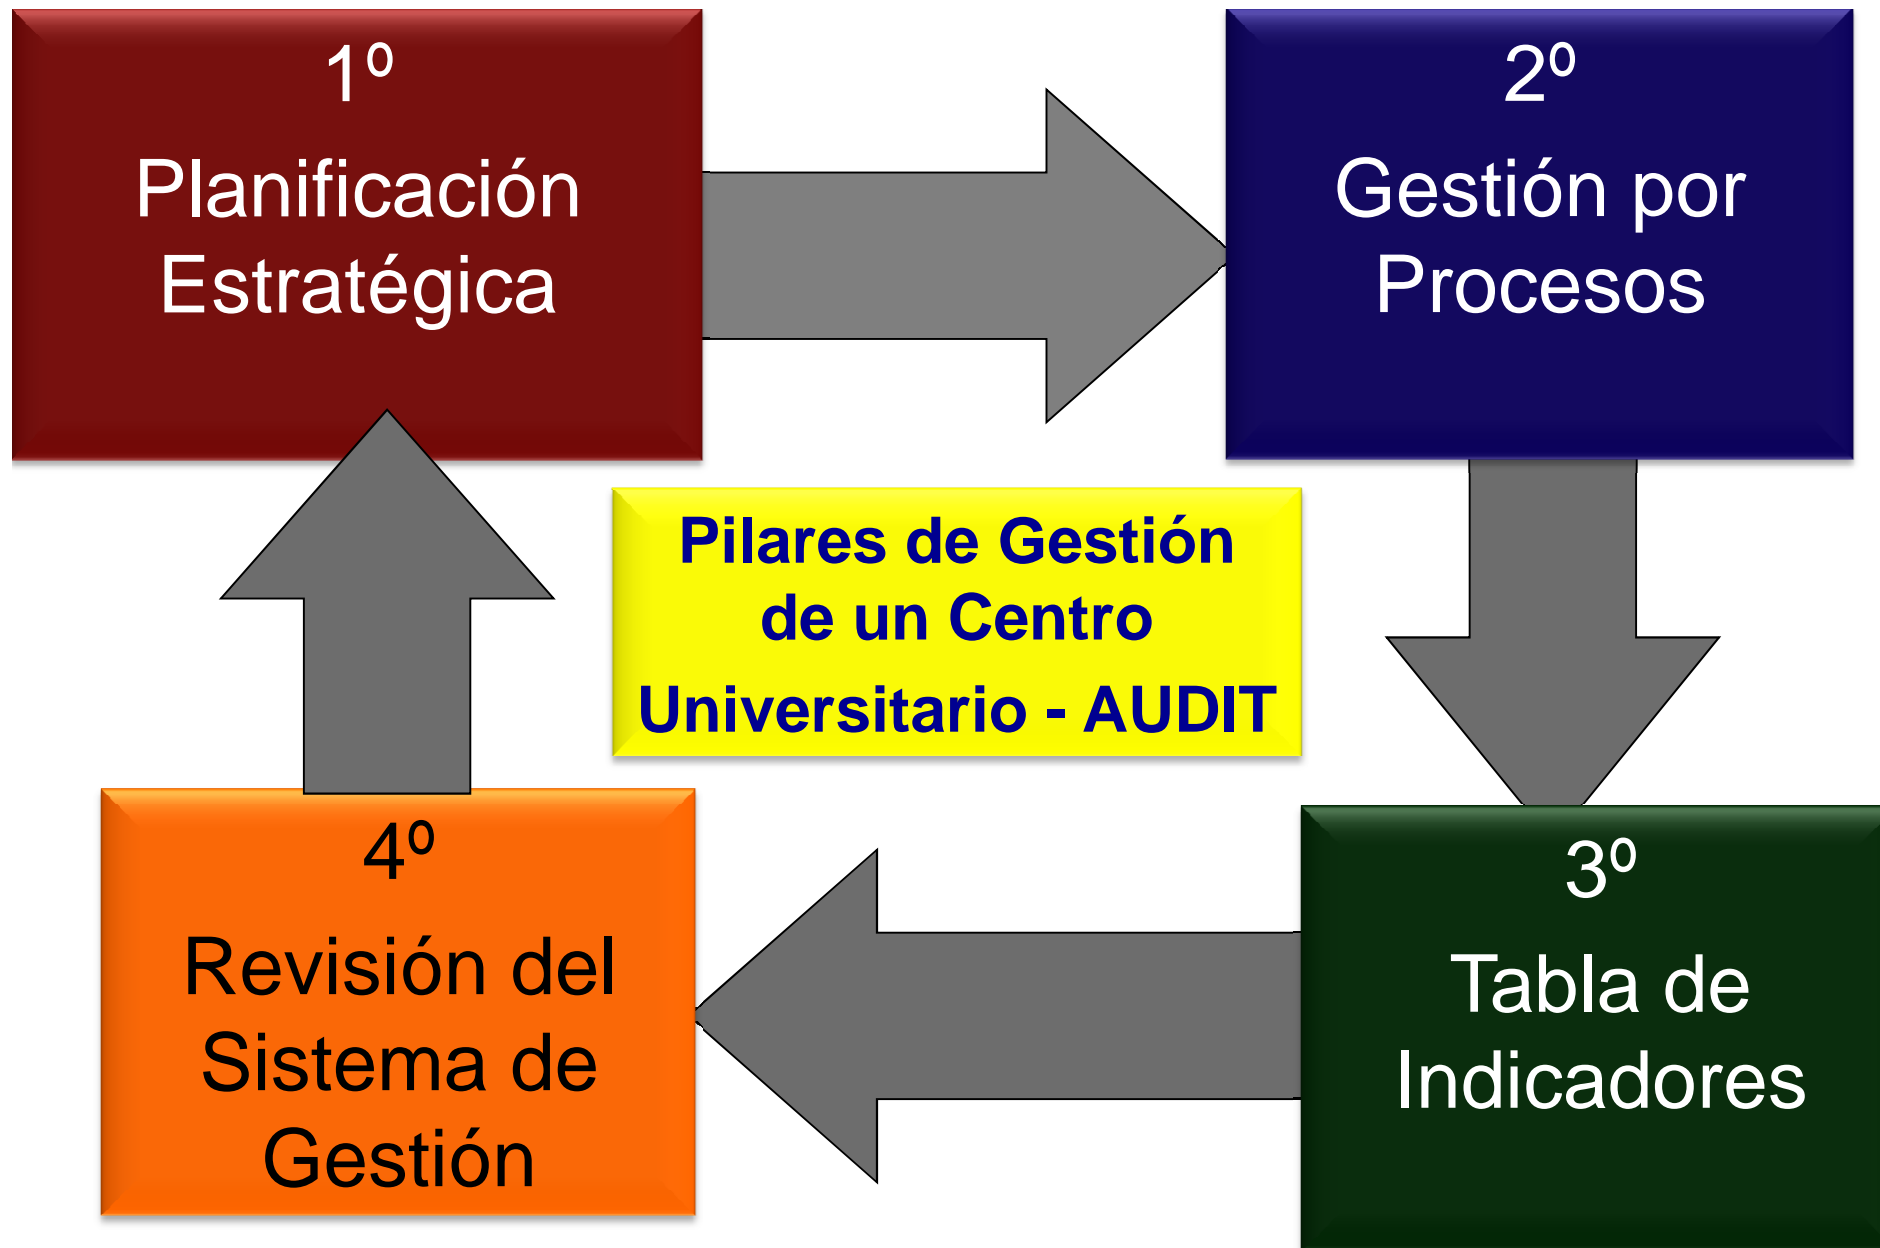 1º
Planificación
Estratégica
2º
Gestión por
Procesos
Pilares de Gestión
de un Centro
Universitario - AUDIT
4º
Revisión del
Sistema de
Gestión
3º
Tabla de
Indicadores